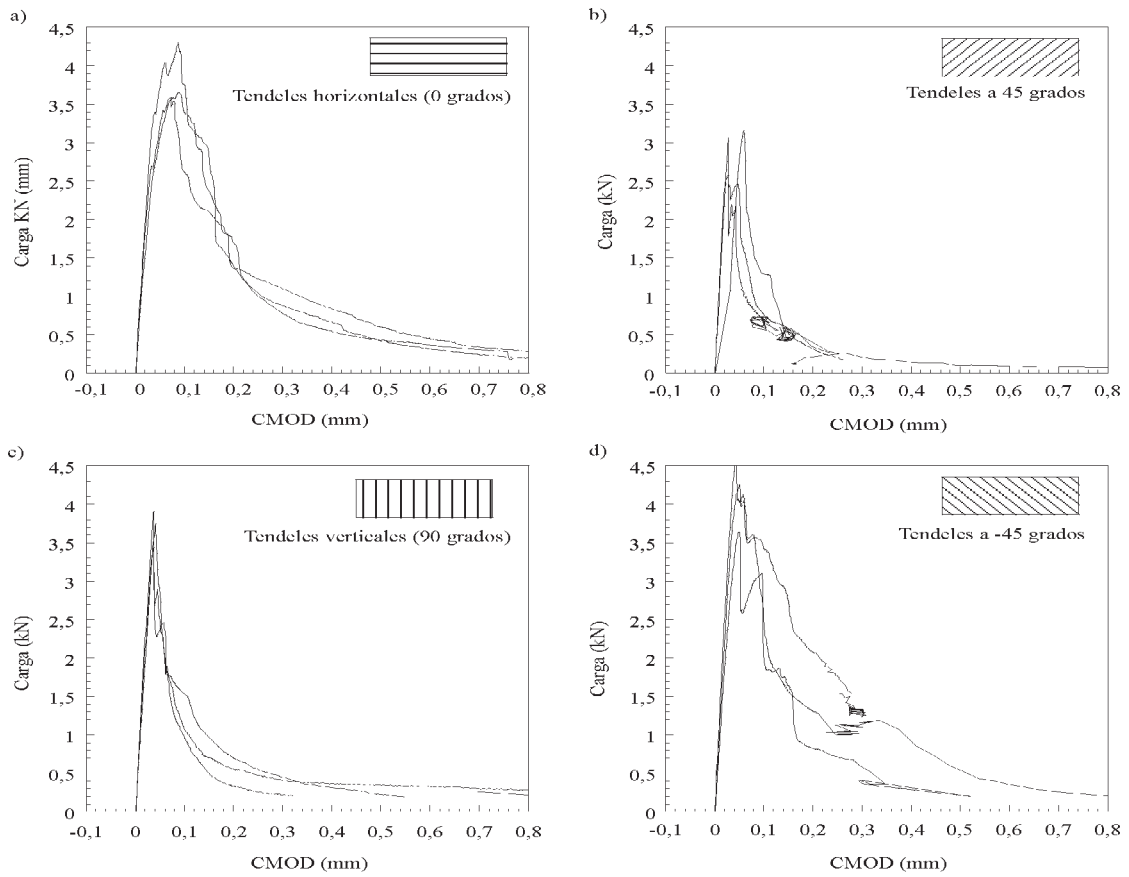 a)
4,5
4
3,5
3
2,5
2
1,5
1
0,5
0
Carga KN (mm)
Tendeles horizontales (0 grados)
-0,1 0 0,1 0,2 0,3 0,4 0,5 0,6 0,7 0,8
CMOD (mm)
b)
4,5
4
3,5
3
2,5
2
1,5
1
0,5
0
Carga (kN)
Tendeles a 45 grados
-0,1 0 0,1 0,2 0,3 0,4 0,5 0,6 0,7 0,8
CMOD (mm)
c)
4,5
4
3,5
3
2,5
2
1,5
1
0,5
0
Carga (kN)
Tendeles verticales (90 grados)
-0,1 0 0,1 0,2 0,3 0,4 0,5 0,6 0,7 0,8
CMOD (mm)
d)
4,5
4
3,5
3
2,5
2
1,5
1
0,5
0
Carga (kN)
Tendeles a -45 grados
-0,1 0 0,1 0,2 0,3 0,4 0,5 0,6 0,7 0,8
CMOD (mm)